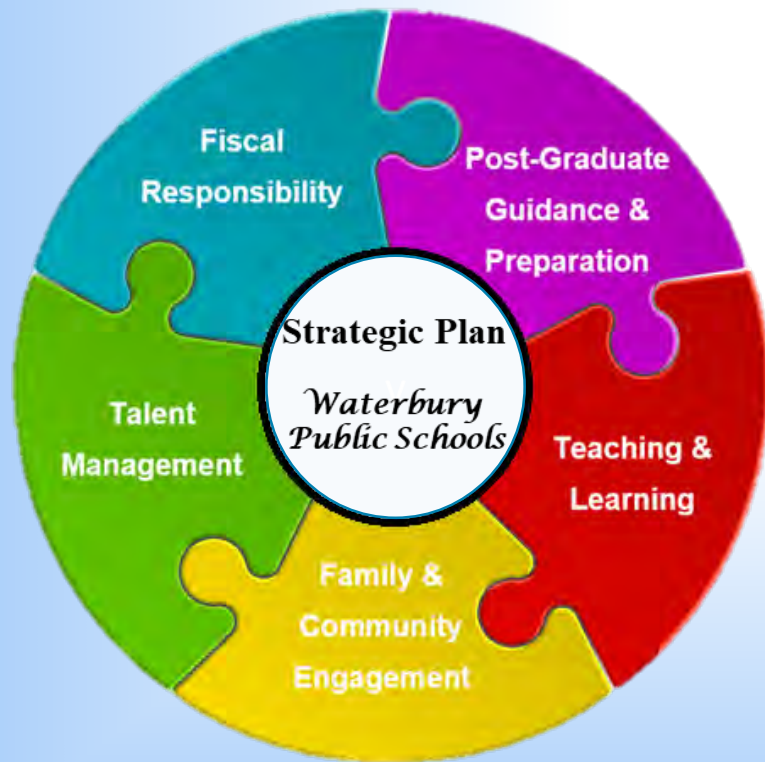 Fiscal
Responsibility
Post-Graduate
Guidance &
Preparation
Strategic Plan
Waterbury
Public Schools
Talent
Management
Teaching &
Learning
Family &
Community
Engagement